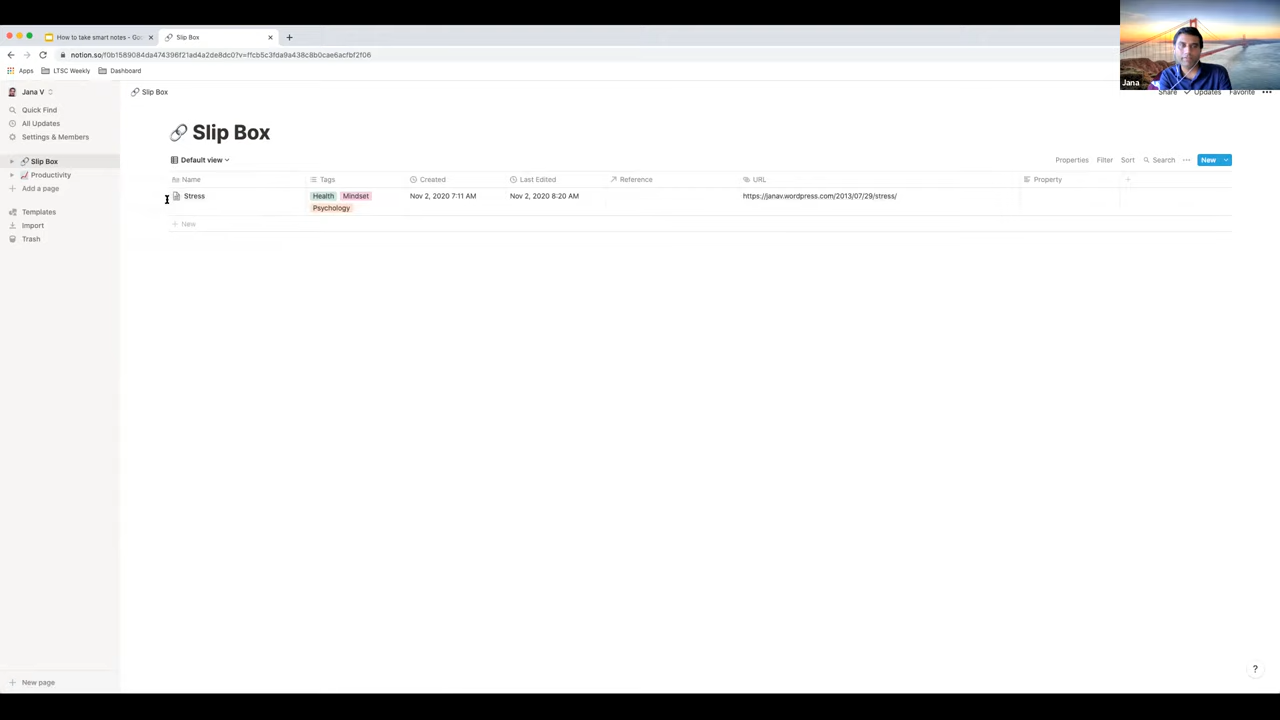 How to take smart notes - Goo
Slip Box
notion.so/f0b1589084da474396f21ad4a2de8dc0?v=ffcb5c3fda9a438c8b0cae6acfbf2f06
Apps LTSC Weekly Dashboard
Jana
Jana V
Slip Box
Share Updates Favorite
Quick Find
All Updates
Settings & Members
Slip Box
Productivity
Add a page
Templates
Import
Trash
Slip Box
Default view
Properties Filter Sort Search New
Name Tags Created Last Edited Reference URL Property
Stress Health Mindset Nov 2, 2020 7:11 AM Nov 2, 2020 8:20 AM https://janav.wordpress.com/2013/07/29/stress/
Psychology
New
New page
?